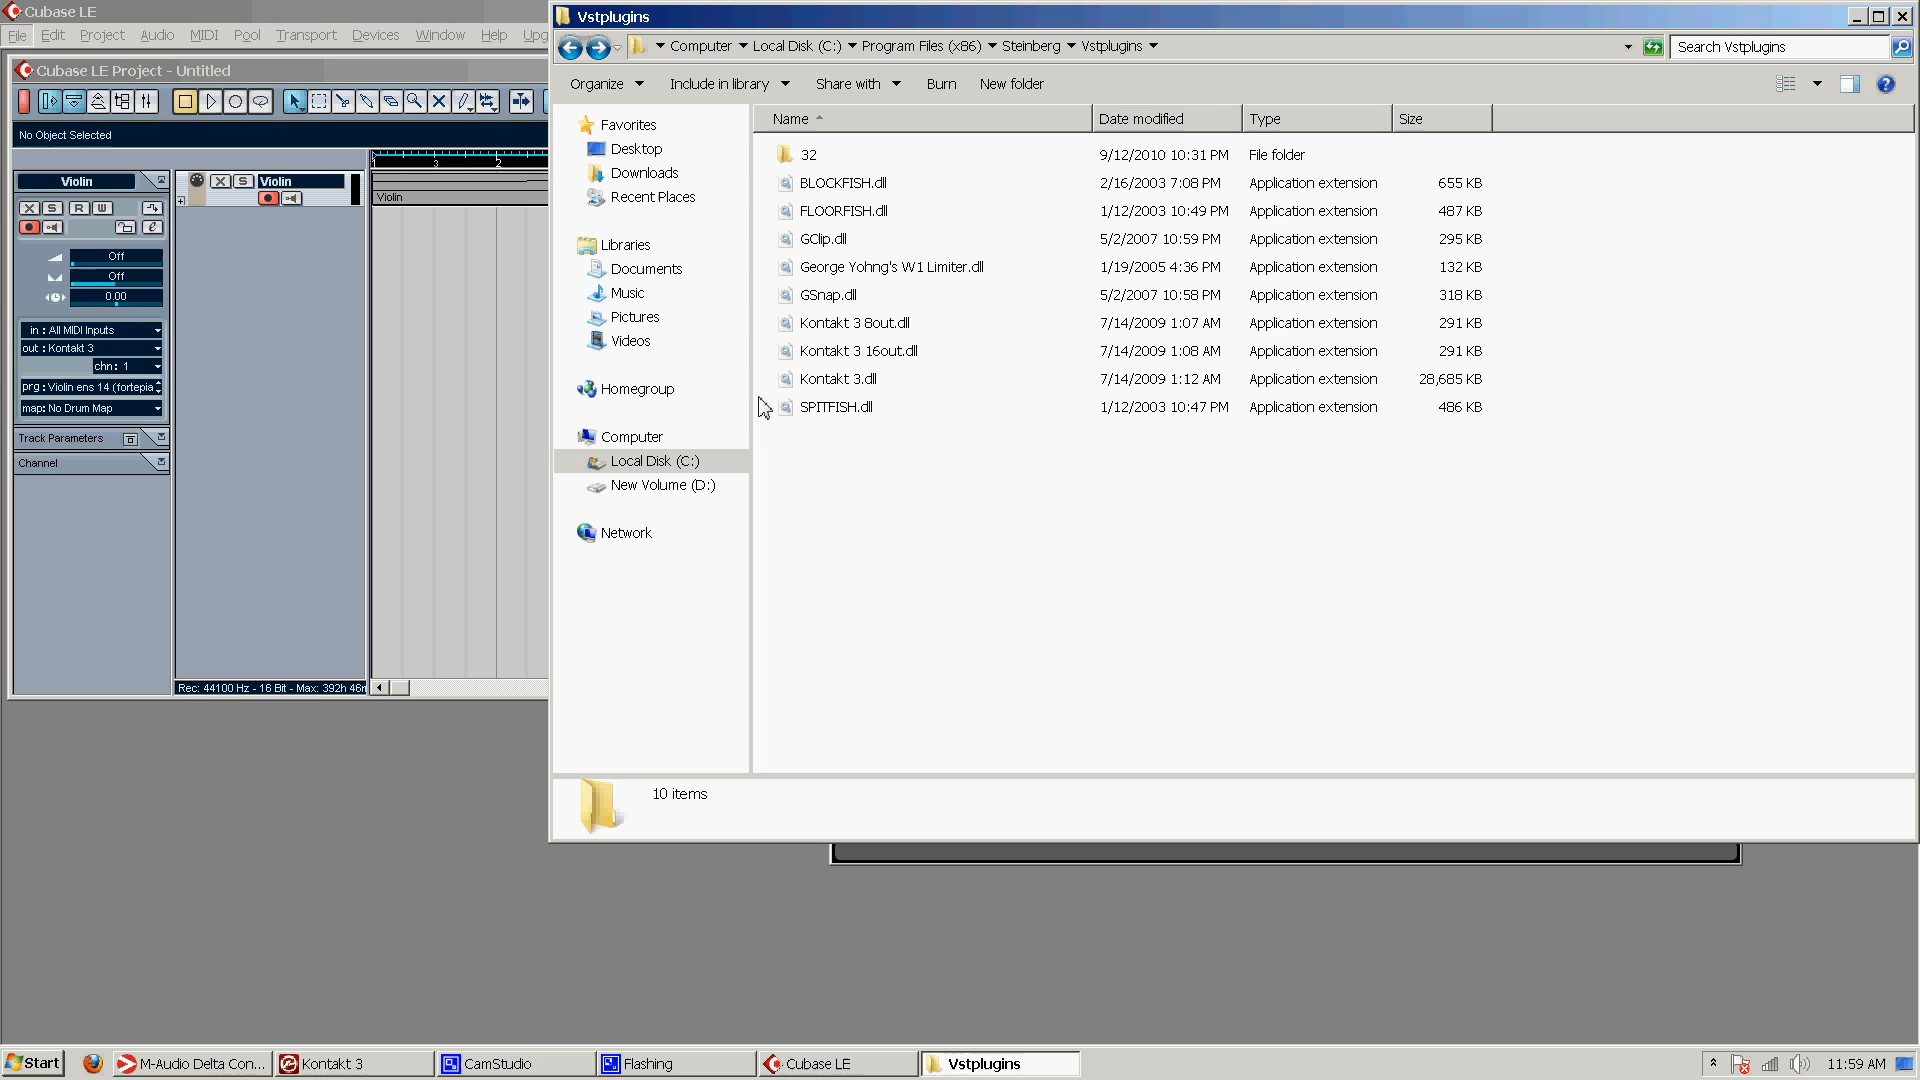 Cubase LE
File Edit Project Audio MIDI Pool Transport Devices Window Help Upg
Cubase LE Project - Untitled
No Object Selected
3 2
Violin
X S R W
Off
Off
0.00
in : All MIDI Inputs
out : Kontakt 3
chn : 1
prg : Violin ens 14 (fortepia
map: No Drum Map
Track Parameters
Channel
X S Violin
Violin
Rec: 44100 Hz - 16 Bit - Max: 392h 46m
Vstplugins
Computer Local Disk (C:) Program Files (x86) Steinberg Vstplugins
Search Vstplugins
Organize Include in library Share with Burn New folder
Favorites
Desktop
Downloads
Recent Places
Libraries
Documents
Music
Pictures
Videos
Homegroup
Computer
Local Disk (C:)
New Volume (D:)
Network
Name Date modified Type Size
32 9/12/2010 10:31 PM File folder
BLOCKFISH.dll 2/16/2003 7:08 PM Application extension 655 KB
FLOORFISH.dll 1/12/2003 10:49 PM Application extension 487 KB
GClip.dll 5/2/2007 10:59 PM Application extension 295 KB
George Yohng's W1 Limiter.dll 1/19/2005 4:36 PM Application extension 132 KB
GSnap.dll 5/2/2007 10:58 PM Application extension 318 KB
Kontakt 3 8out.dll 7/14/2009 1:07 AM Application extension 291 KB
Kontakt 3 16out.dll 7/14/2009 1:08 AM Application extension 291 KB
Kontakt 3.dll 7/14/2009 1:12 AM Application extension 28,685 KB
SPITFISH.dll 1/12/2003 10:47 PM Application extension 486 KB
10 items
Start M-Audio Delta Con... Kontakt 3 CamStudio Flashing Cubase LE Vstplugins 11:59 AM